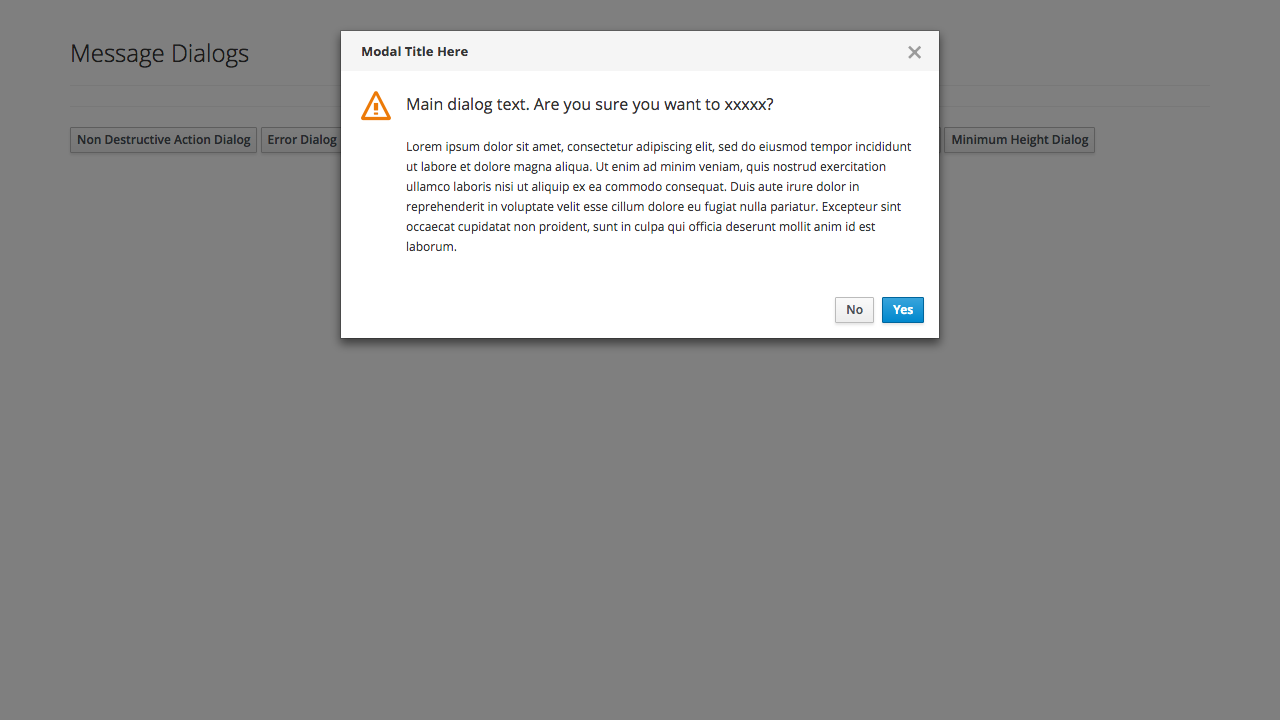 Message Dialogs
Modal Title Here
Main dialog text. Are you sure you want to xxxxx?
Non Destructive Action Dialog Error Dialog Minimum Height Dialog
Lorem ipsum dolor sit amet, consectetur adipiscing elit, sed do eiusmod tempor incididunt
ut labore et dolore magna aliqua. Ut enim ad minim veniam, quis nostrud exercitation
ullamco laboris nisi ut aliquip ex ea commodo consequat. Duis aute irure dolor in
reprehenderit in voluptate velit esse cillum dolore eu fugiat nulla pariatur. Excepteur sint
occaecat cupidatat non proident, sunt in culpa qui officia deserunt mollit anim id est
laborum.
No Yes